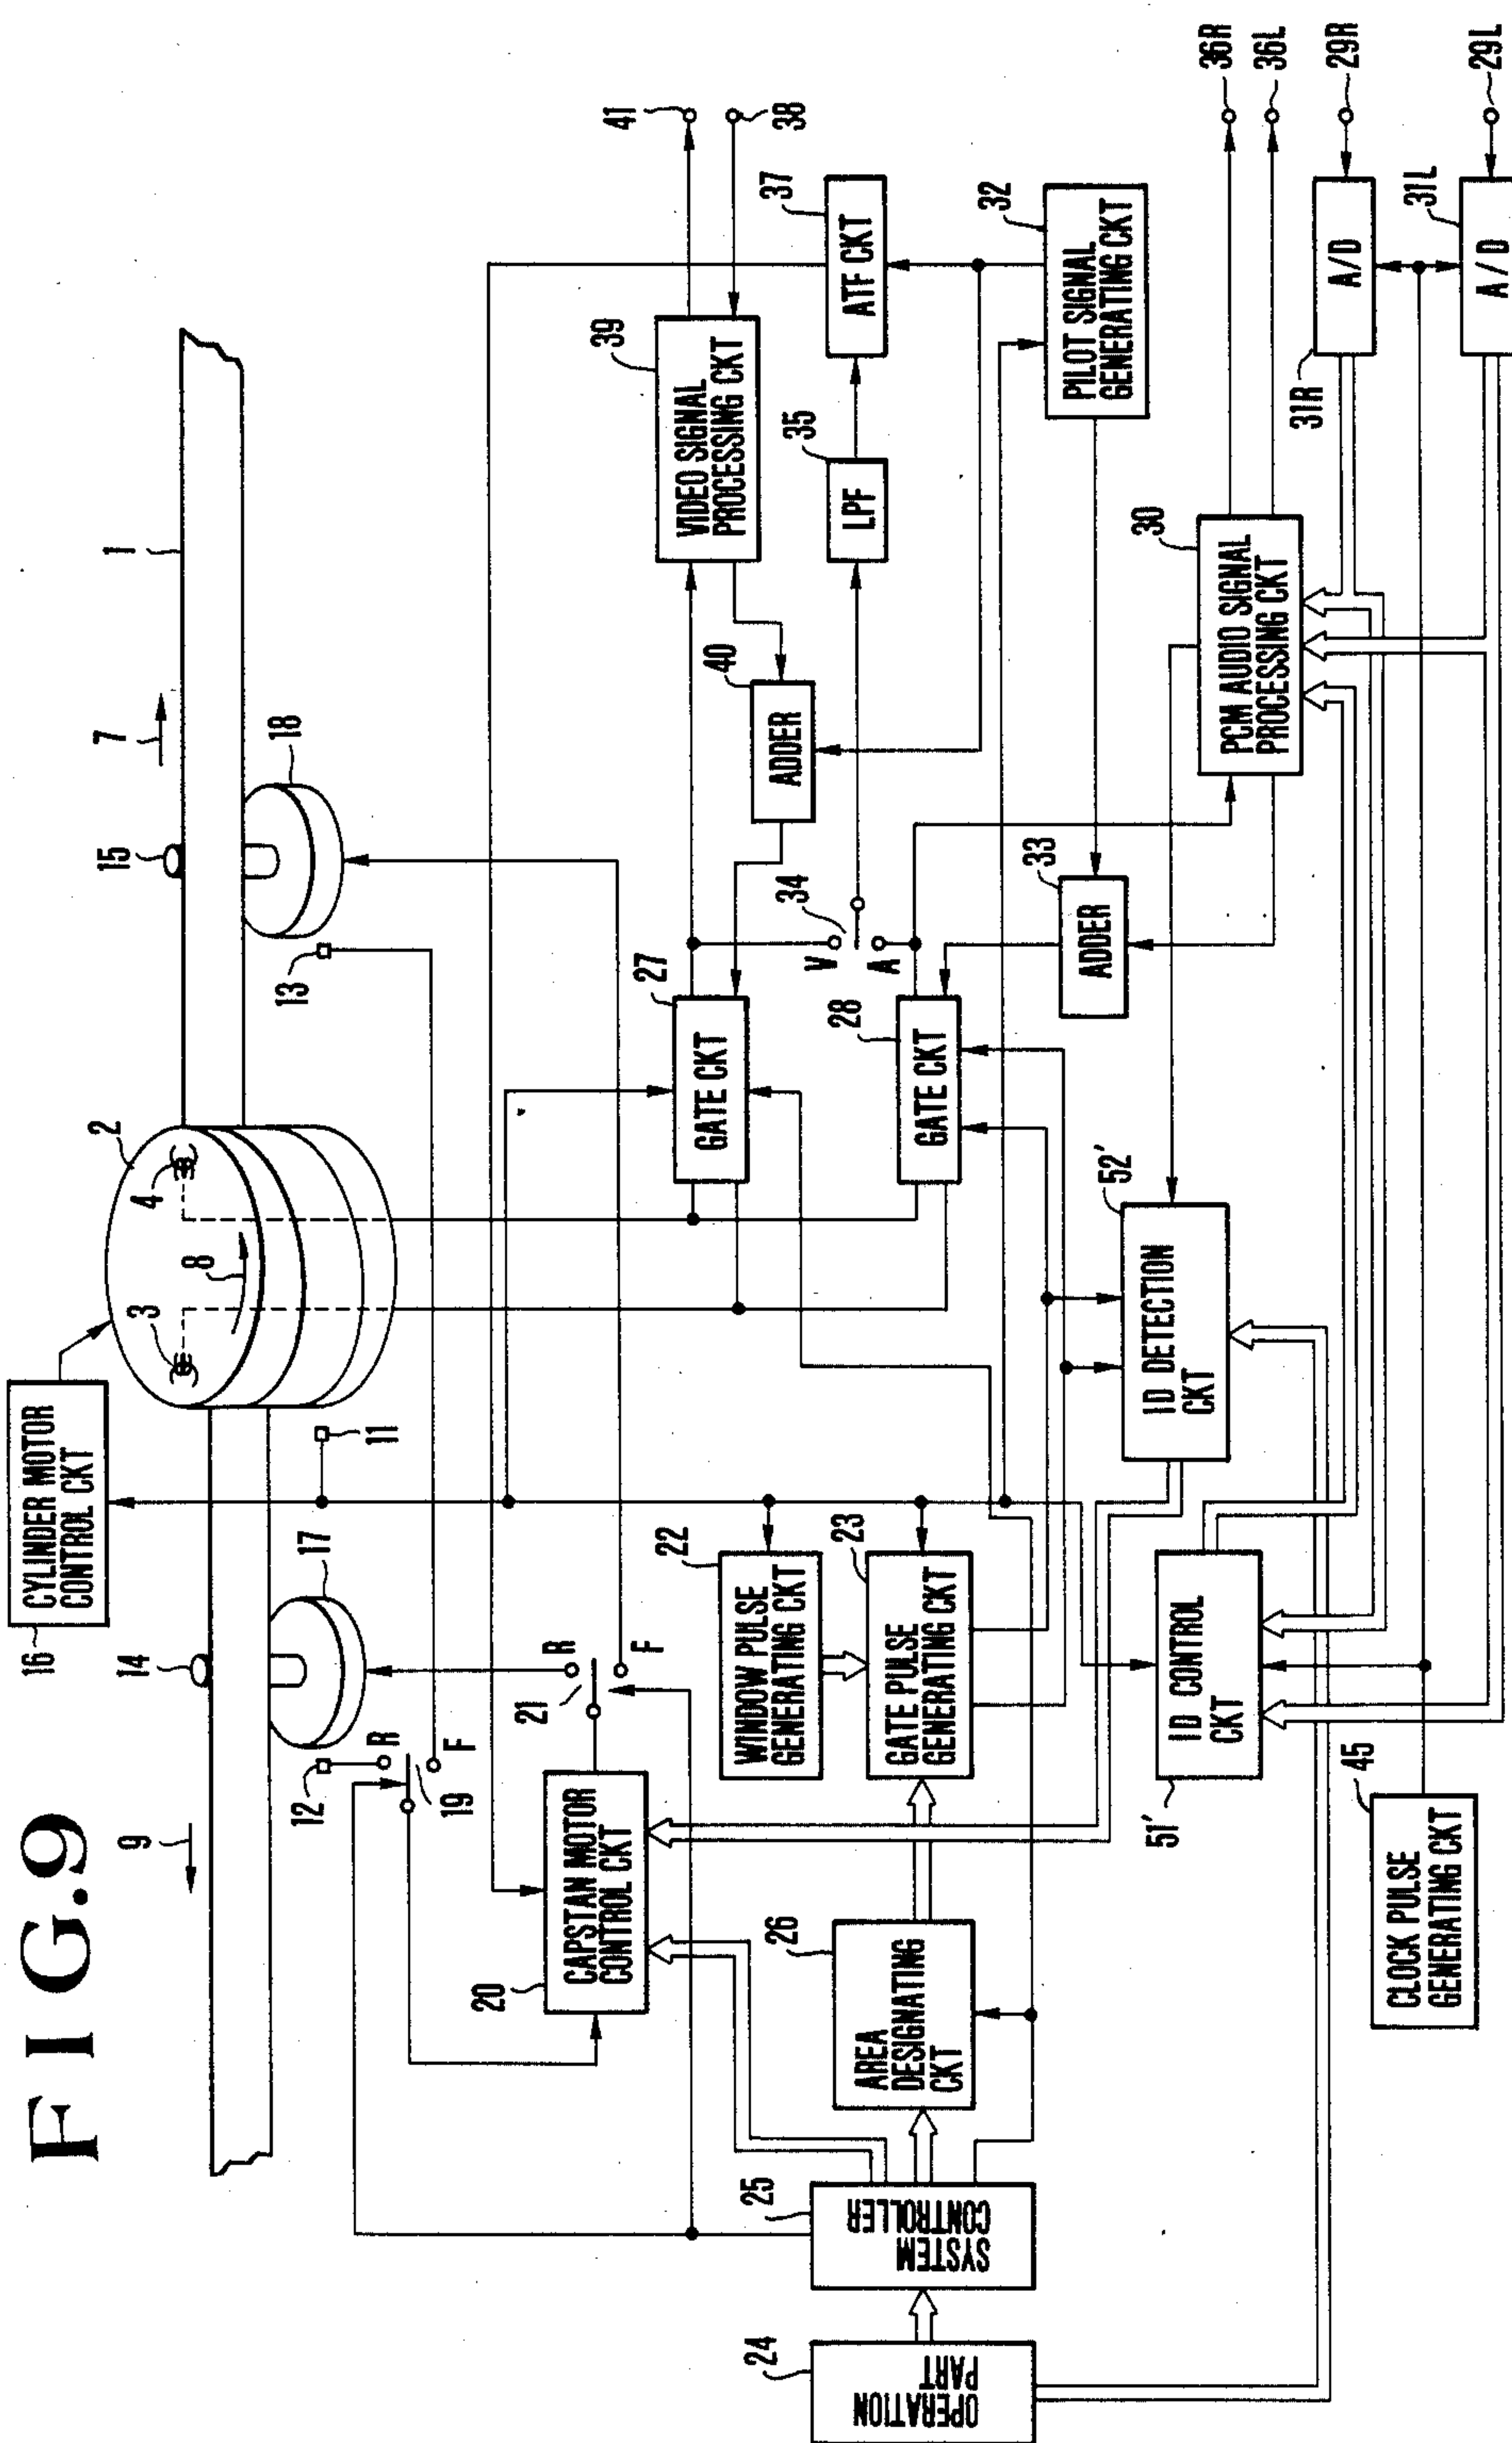 FIG.9
16
CYLINDER MOTOR
CONTROL CKT
1
2
3
4
7
8
9
11
12
13
14
15
17
18
R
F
19
R
F
21
20
CAPSTAN MOTOR
CONTROL CKT
22
WINDOW PULSE
GENERATING CKT
23
GATE PULSE
GENERATING CKT
24
OPERATION
PART
25
SYSTEM
CONTROLLER
26
AREA
DESIGNATING
CKT
27
GATE CKT
28
GATE CKT
V
A
34
39
VIDEO SIGNAL
PROCESSING CKT
41
38
40
ADDER
35
LPF
37
ATF CKT
32
PILOT SIGNAL
GENERATING CKT
33
ADDER
30
PCM AUDIO SIGNAL
PROCESSING CKT
36R
36L
31R
A/D
29R
31L
A/D
29L
52'
ID DETECTION
CKT
51'
ID CONTROL
CKT
45
CLOCK PULSE
GENERATING CKT